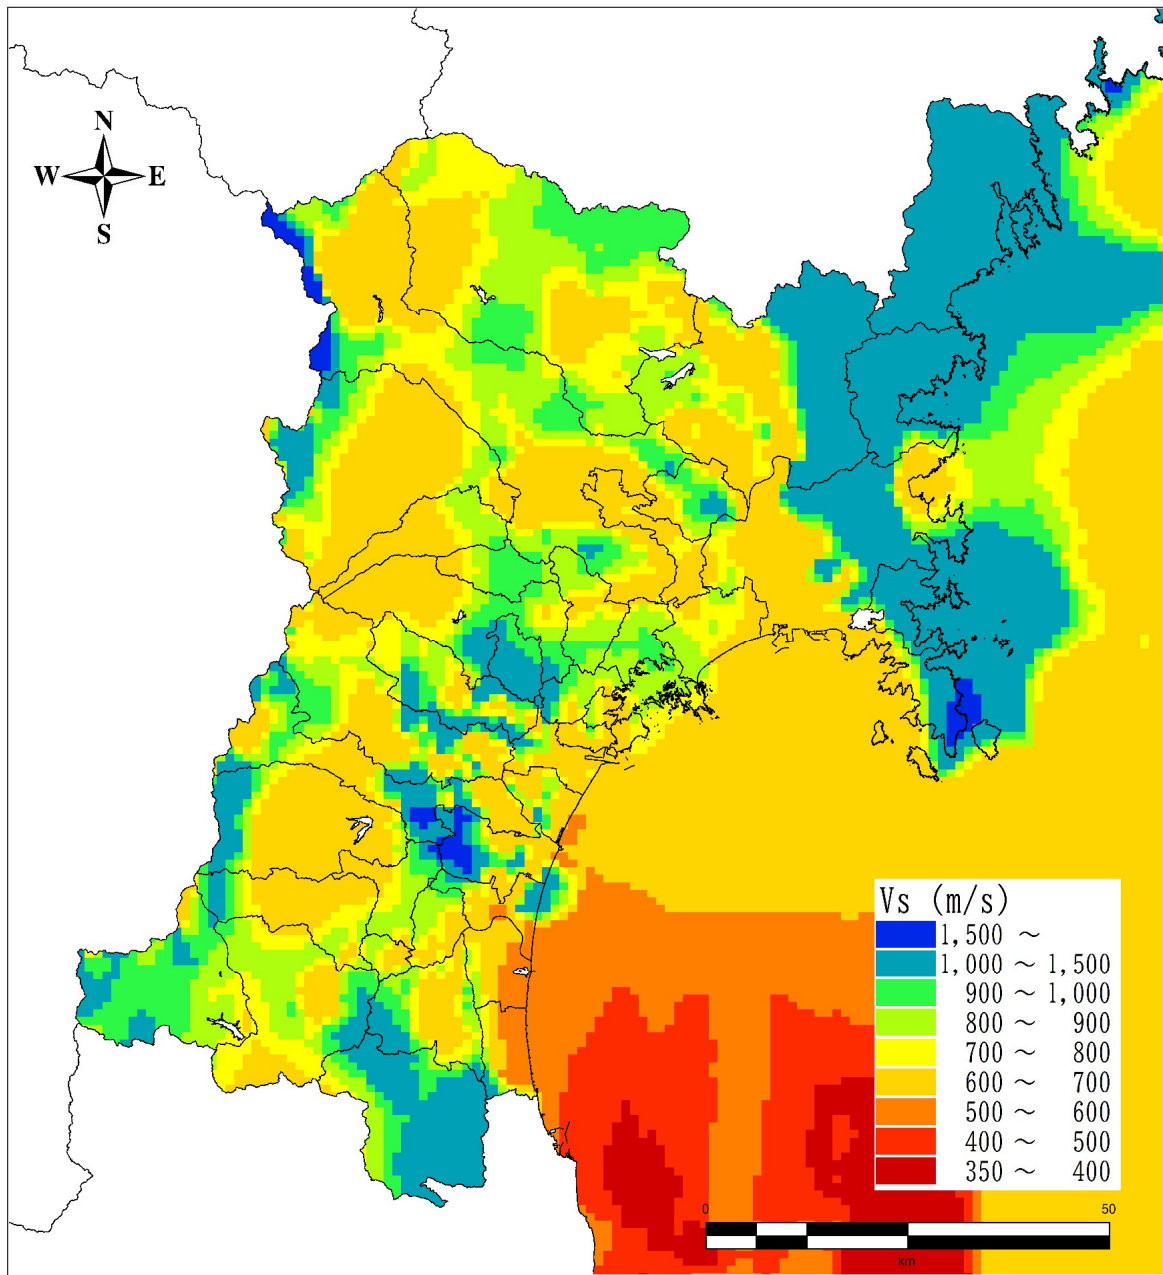 N
W E
S
Vs (m/s)
1,500 ～
1,000 ～ 1,500
900 ～ 1,000
800 ～ 900
700 ～ 800
600 ～ 700
500 ～ 600
400 ～ 500
350 ～ 400
0 50
km